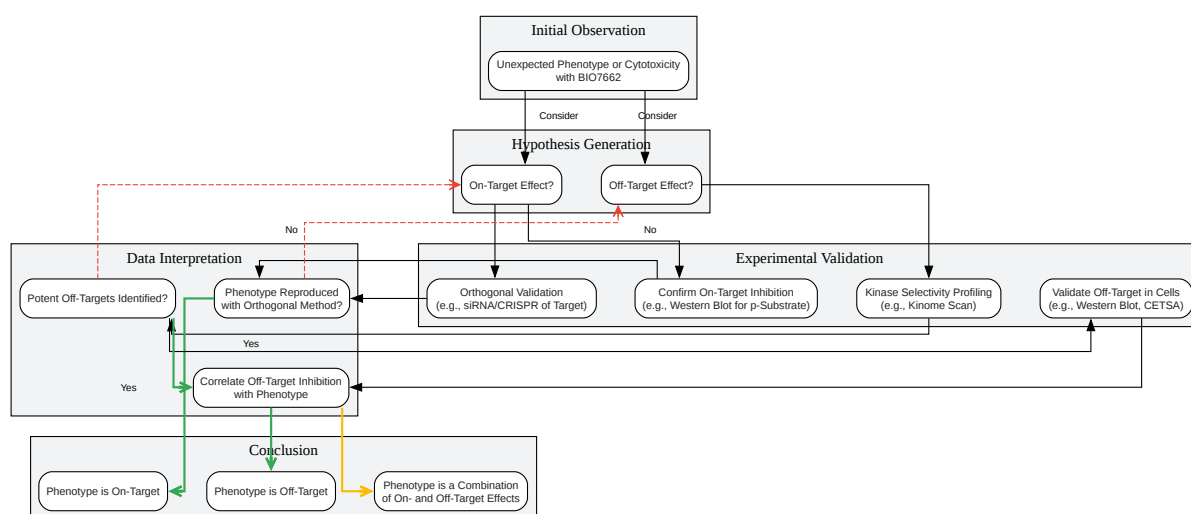 Initial Observation
Unexpected Phenotype or Cytotoxicity
with BIO7662
Consider
Consider
Hypothesis Generation
On-Target Effect?
Off-Target Effect?
No
No
Data Interpretation
Experimental Validation
Potent Off-Targets Identified?
Phenotype Reproduced
with Orthogonal Method?
Orthogonal Validation
(e.g., siRNA/CRISPR of Target)
Confirm On-Target Inhibition
(e.g., Western Blot for p-Substrate)
Kinase Selectivity Profiling
(e.g., Kinome Scan)
Validate Off-Target in Cells
(e.g., Western Blot, CETSA)
Yes
Yes
Correlate Off-Target Inhibition
with Phenotype
Conclusion
Phenotype is On-Target
Phenotype is Off-Target
Phenotype is a Combination
of On- and Off-Target Effects